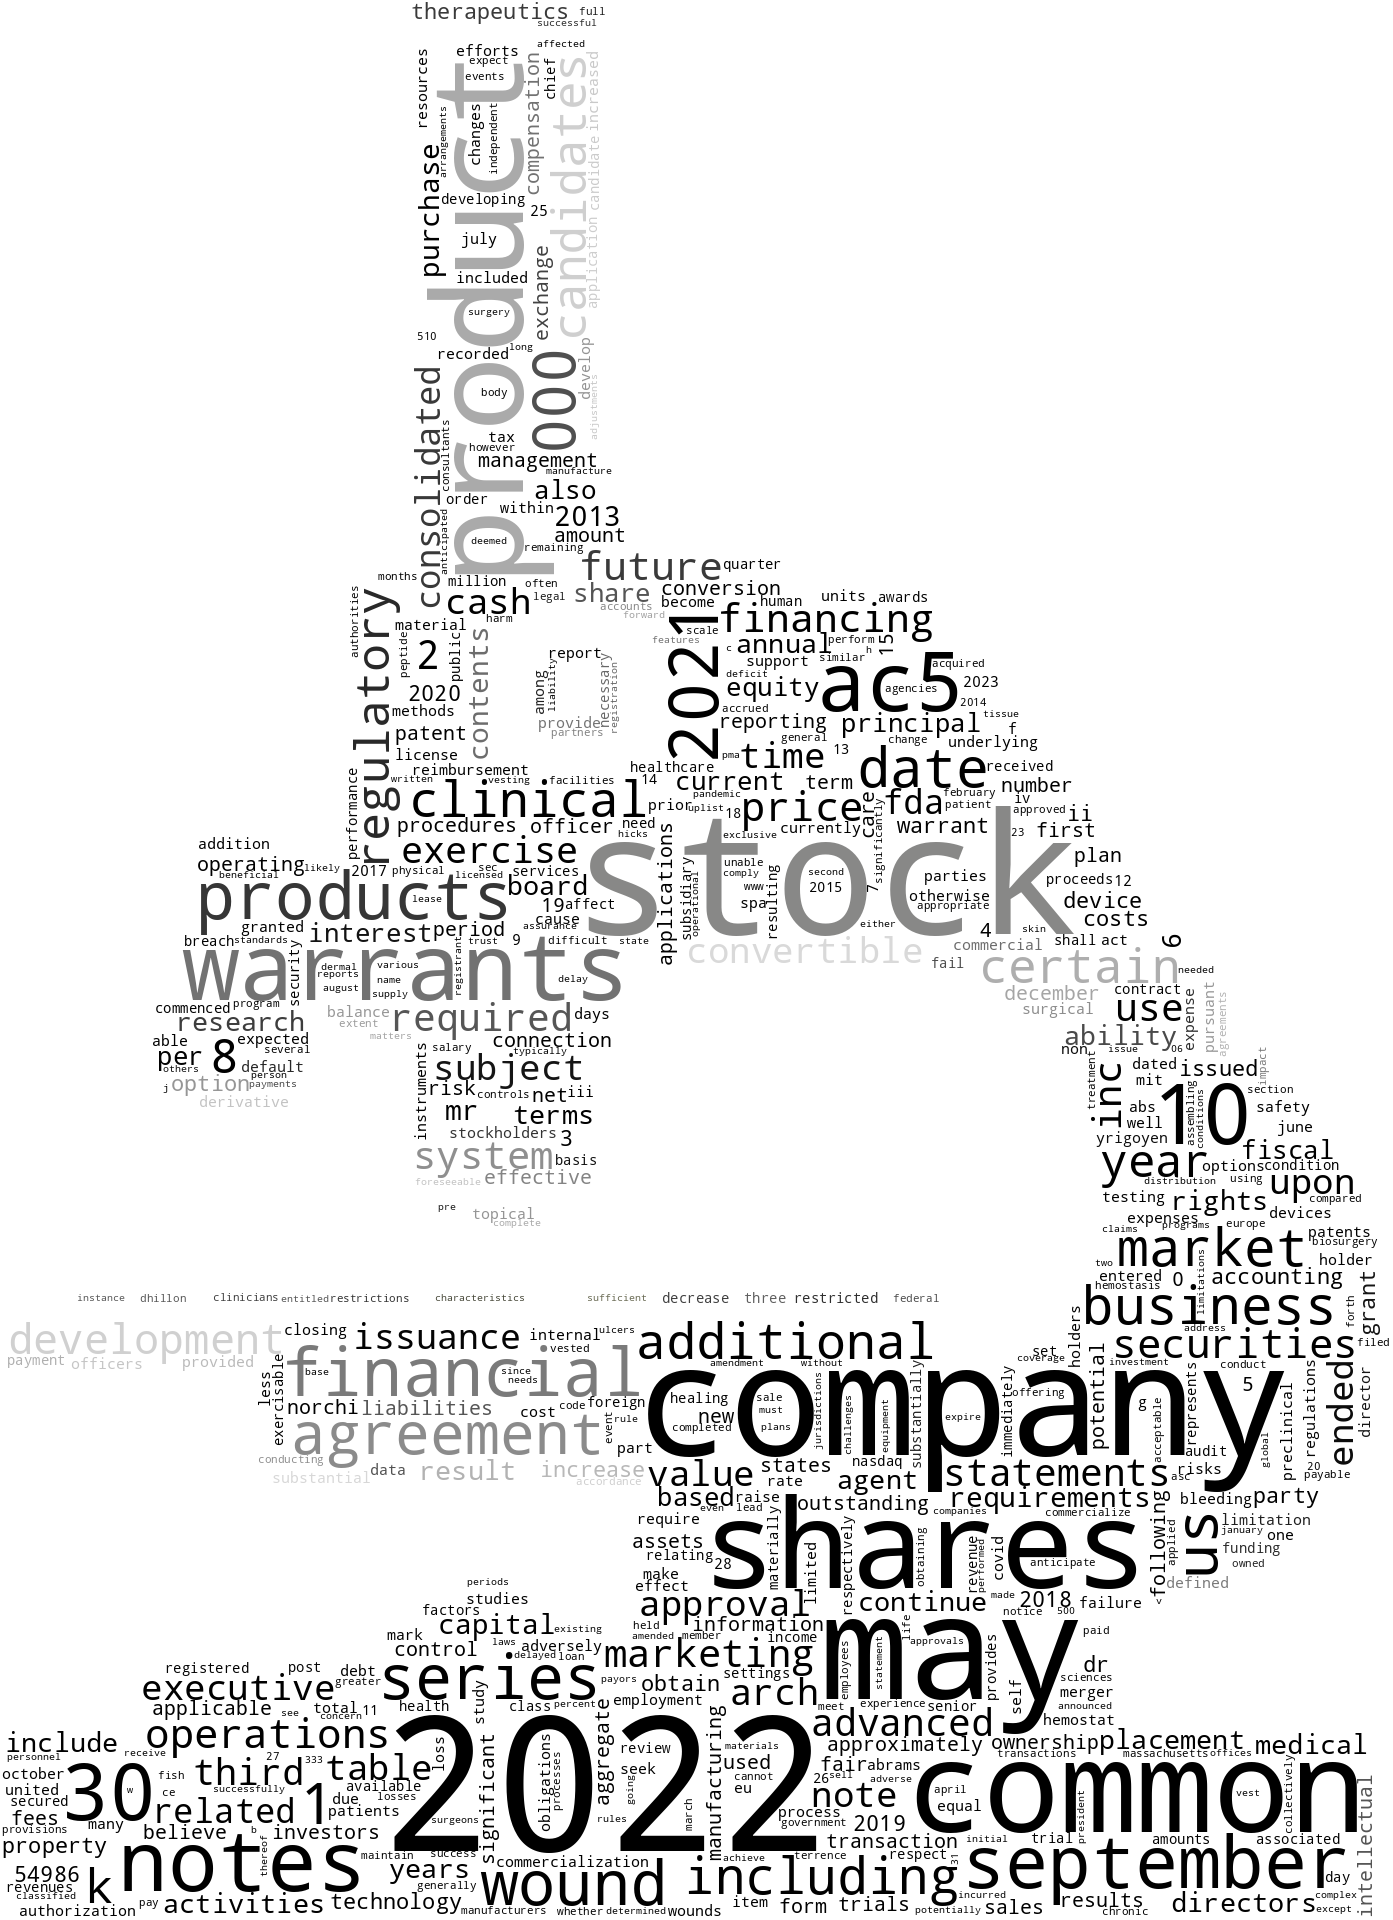 therapeutics full
successful
affected
efforts
expect
events
resources
product
candidates
compensation
chief
increased
changes
independent
arrangements
purchase
developing
25
candidate
application
july
included
exchange
surgery
510
long
recorded
develop
body
000
consolidated
adjustments
tax
however
consultants
management
manufacture
order
also
within
2013
anticipated
deemed
remaining
amount
future quarter
months million often
cash legal share conversion
become human units awards
accounts
forward
authorities
regulatory
material
harm
2021
scale
financing
features
c
annual
perform h 15
peptide 2 public contents
report
support similar
ac5
acquired
deficit
agencies
2023
2020
among liability
necessary registration
equity
2014
methods
accrued
provide
partners
reporting principal
tissue
patent
general
change
f
license
pma time 13
underlying
reimbursement
healthcare
date received
written vesting facilities 14
current term
number
clinical
prior
uplist
pandemic
18 price
care
fda
february
patient
iv
approved ii
procedures officer need
hicks
exclusive
currently
significantly
warrant
23 first
performance
exercise
stock
applications
plan
addition
operating likely
beneficial
2017 physical
sec
licensed
services
subsidiary
operational
unable
comply
second
parties
proceeds 12
products
lease
board
www
2015
7
otherwise
appropriate
device
19 affect
cause
spa
resulting
costs
granted
interest period
assurance
either
4
skin
breach standards
trust 9 difficult state
convertible
commercial
shall act
6
warrants
security
dermal
reports
august
various
name
supply
registrant
delay
fail
certain
needed
commenced program
december
contract
research
balance
extent
required days
surgical
use
expense
pursuant
agreements
able expected
matters
connection
ability
per 8 several
salary typically
non issue 06
others
default
person
payments
instruments
subject
treatment
inc
dated issued
impact
j option
risk controls net iii
mit
10
section
derivative
mr terms
abs
well
assembling
conditions
safety
stockholders 3
yrigoyen
june
system basis
year
fiscal
foreseeable effective
options condition
distribution using
upon
pre topical
complete
testing rights
compared
expenses
devices
claims programs europe
patents
market
biosurgery
two
holder
instance dhillon clinicians entitled restrictions characteristics sufficient decrease three restricted federal
entered 0 accounting
hemostasis
limitations
business
forth grant
development closing issuance internal ulcers
vested
additional
holders
address
securities filed
payment officers provided
financial
base
since
needs
amendment without
set
coverage
potential
investment
conduct
company
less
exercisable
healing
sale
must
offering
5
ended
director
norchi liabilities cost code foreign
new
completed plans
jurisdictions
challenges
equipment
substantially
expire
immediately
g
acceptable
represents
preclinical
regulations
agreement
event rule
part
audit
global
conducting
substantial data result increase
accordance
value states
rate
nasdaq
agent
statements
asc risks
20
payable
based raise
even lead
outstanding
companies
requirements
commercialize
bleeding party
require
shares
following
applied
us
limitation
january one
assets
relating 28
materially
limited
respectively
obtaining
revenue
performed
covid
anticipate
funding
owned
make
effect
defined
periods
studies
approval
continue made 2018 failure
<
factors
capital existing
held
amended member
information
income
may
notice 500
life
approvals
paid
mark
control
laws
delayed adversely
loan
marketing
settings
employees
statement
provides
dr
sciences
registered post debt
greater
series
payors obtain
arch
meet experience senior
self
merger
announced
executive
applicable see total 11
concern
health
study class percent
employment
advanced
hemostat
include
operations
2022
loss
significant
obligations
processes
aggregate
review
seek
manufacturing
materials
used
cannot
eu
approximately ownership placement medical
personnel receive
27 333
transactions massachusetts offices
october
united
secured
fees
30
w
fish
ce
third
successfully
table
available
due losses
going
fair abrams
26 self adverse
april
equal
common
president
vest
collectively
related 1
patients
surgeons
rules
march
note
process
government
2019
provisions
many
believe b investors
property
notes
thereof
maintain success
commercialization
achieve
transaction
terrence respect
initial trial amounts associated
intellectual
54986
revenues
classified
k
years
generally
wound including
31
september day
authorization pay activities technology
manufacturers whether determined wounds item form trials
incurred
potentially sales results
chronic
directors
complex
except